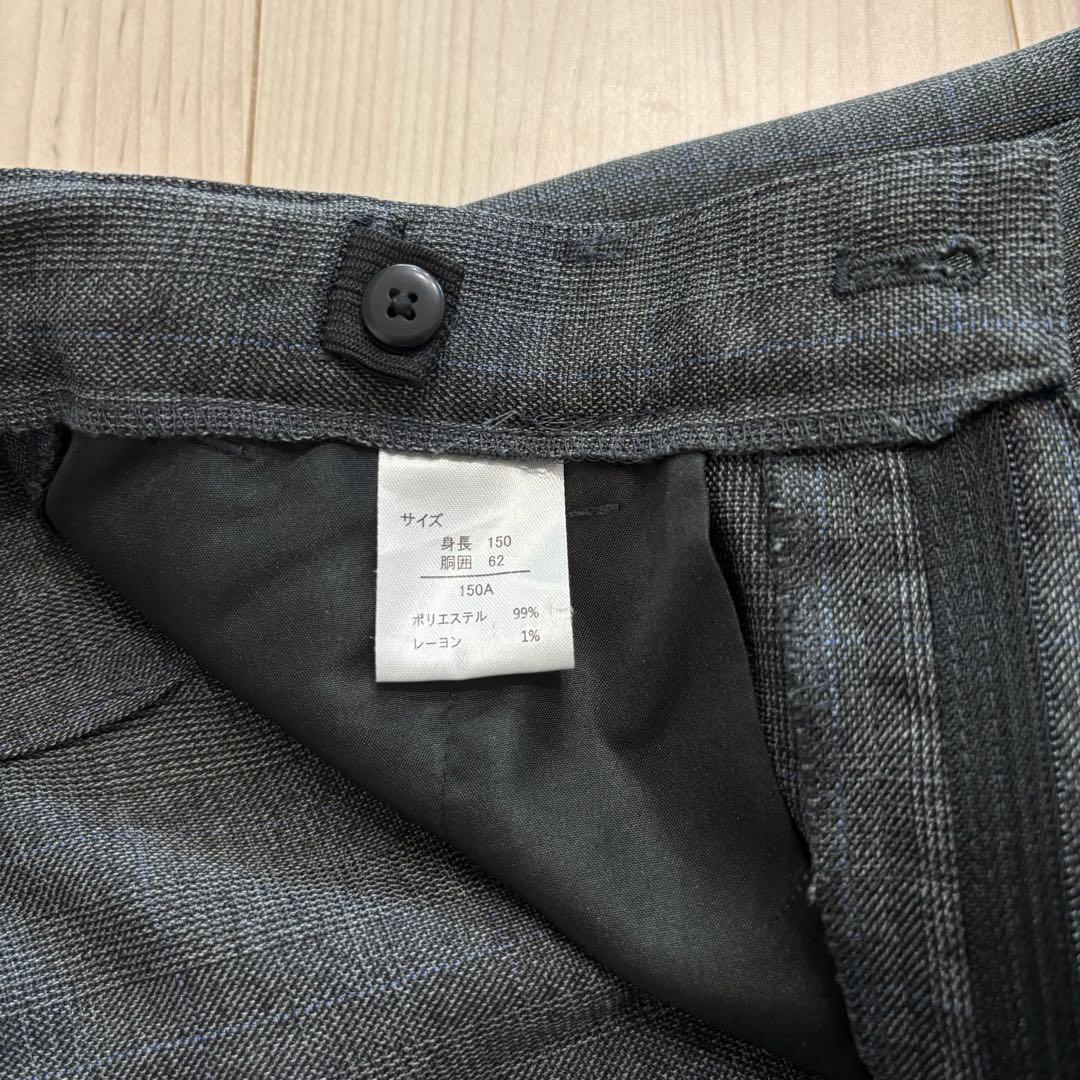 サイズ
身長 150
胴囲 62
150A
ポリエステル 99%
レーヨン 1%